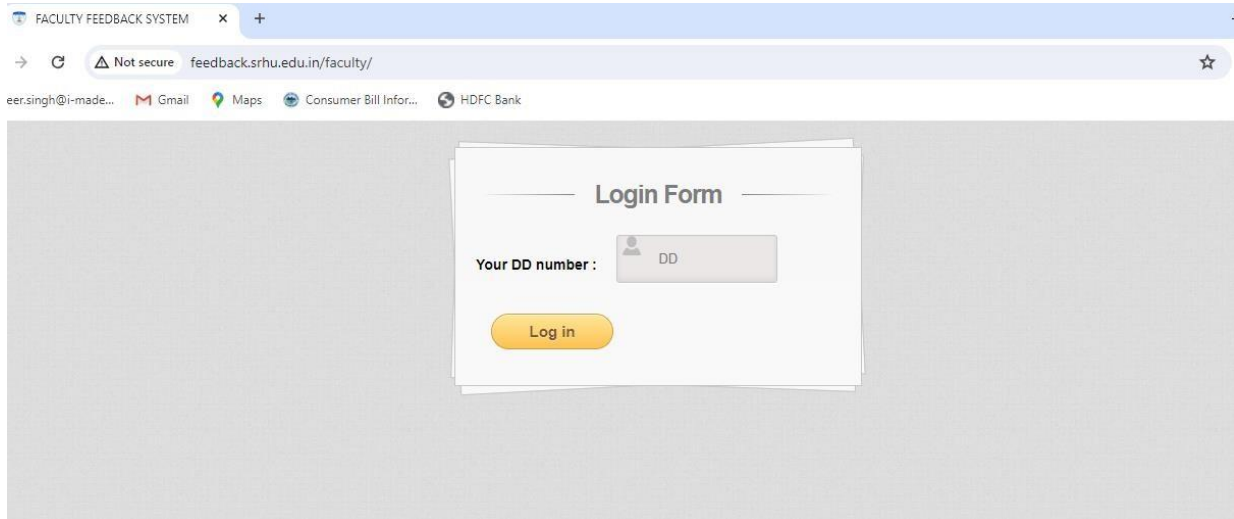 FACULTY FEEDBACK SYSTEM
Not secure feedback.srhu.edu.in/faculty/
eer.singh@i-made... Gmail Maps Consumer Bill Infor... HDFC Bank
Login Form
Your DD number : DD
Log in